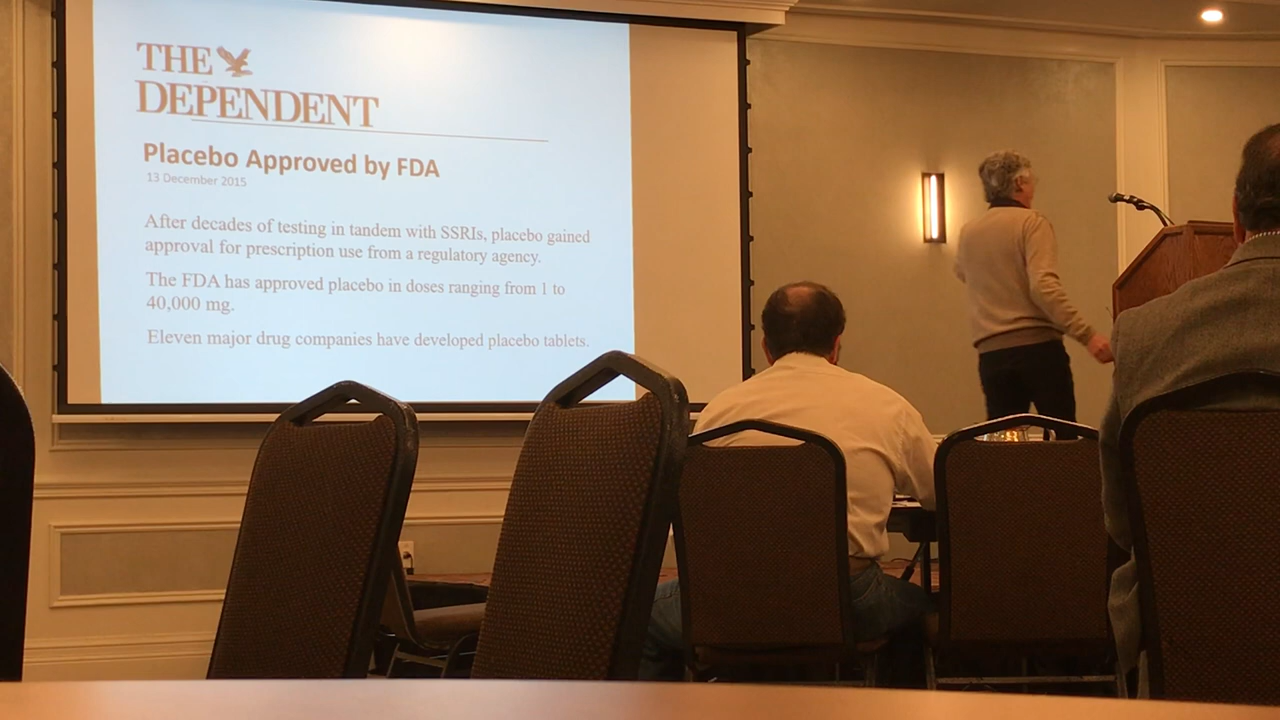 THE
DEPENDENT
Placebo Approved by FDA
13 December 2015
After decades of testing in tandem with SSRIs, placebo gained
approval for prescription use from a regulatory agency.
The FDA has approved placebo in doses ranging from 1 to
40,000 mg.
Eleven major drug companies have developed placebo tablets.